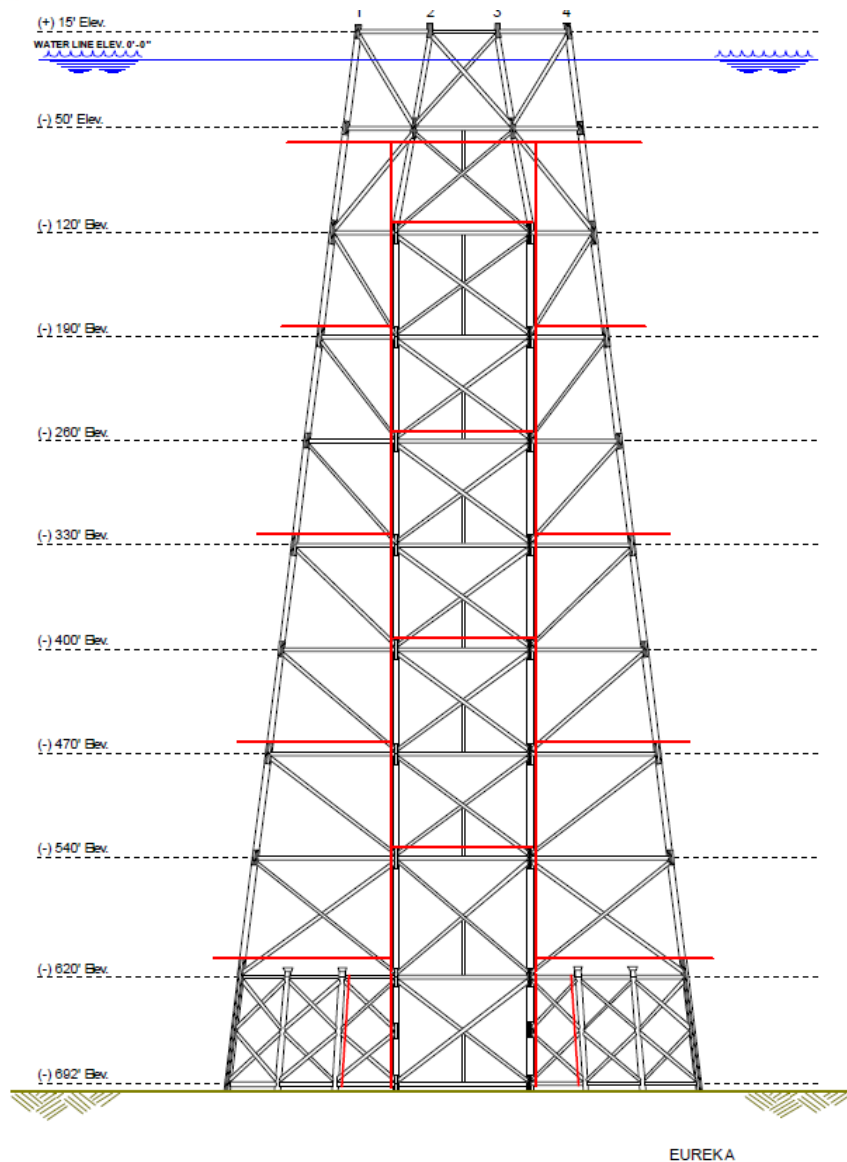 1 2 3 4
(+) 15' Elev.
WATER LINE ELEV. 0'-0"
(-) 50' Elev.
(-) 120' Elev.
(-) 190' Elev.
(-) 260' Elev.
(-) 330' Elev.
(-) 400' Elev.
(-) 470' Elev.
(-) 540' Elev.
(-) 620' Elev.
(-) 692' Elev.
EUREKA